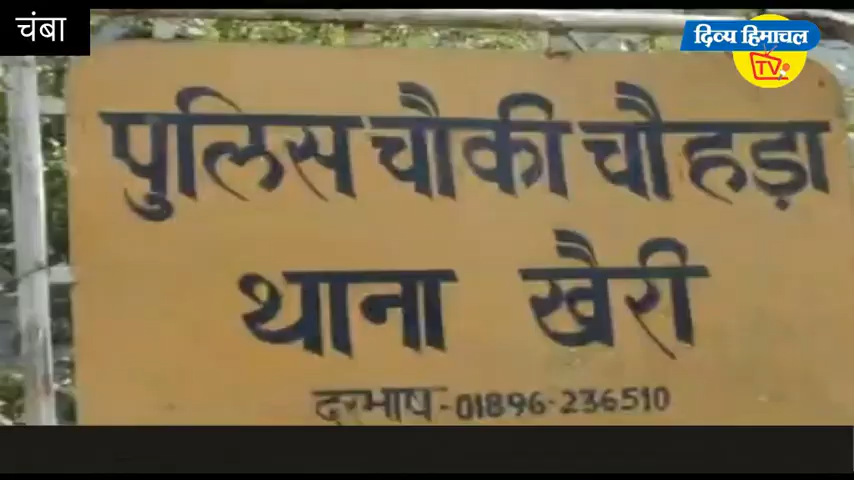 चंबा
दिव्य हिमाचल
TV
पुलिस चौकी चौहड़ा
थाना खैरी
दूरभाष-01896-236510